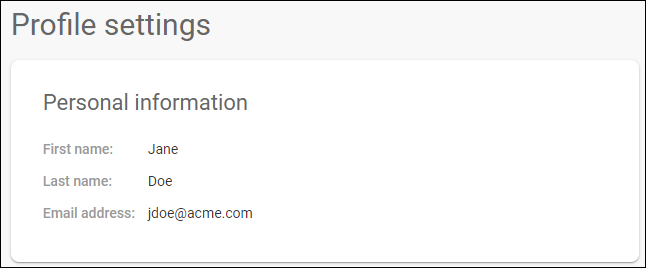 Profile settings
Personal information
First name: Jane
Last name: Doe
Email address: jdoe@acme.com